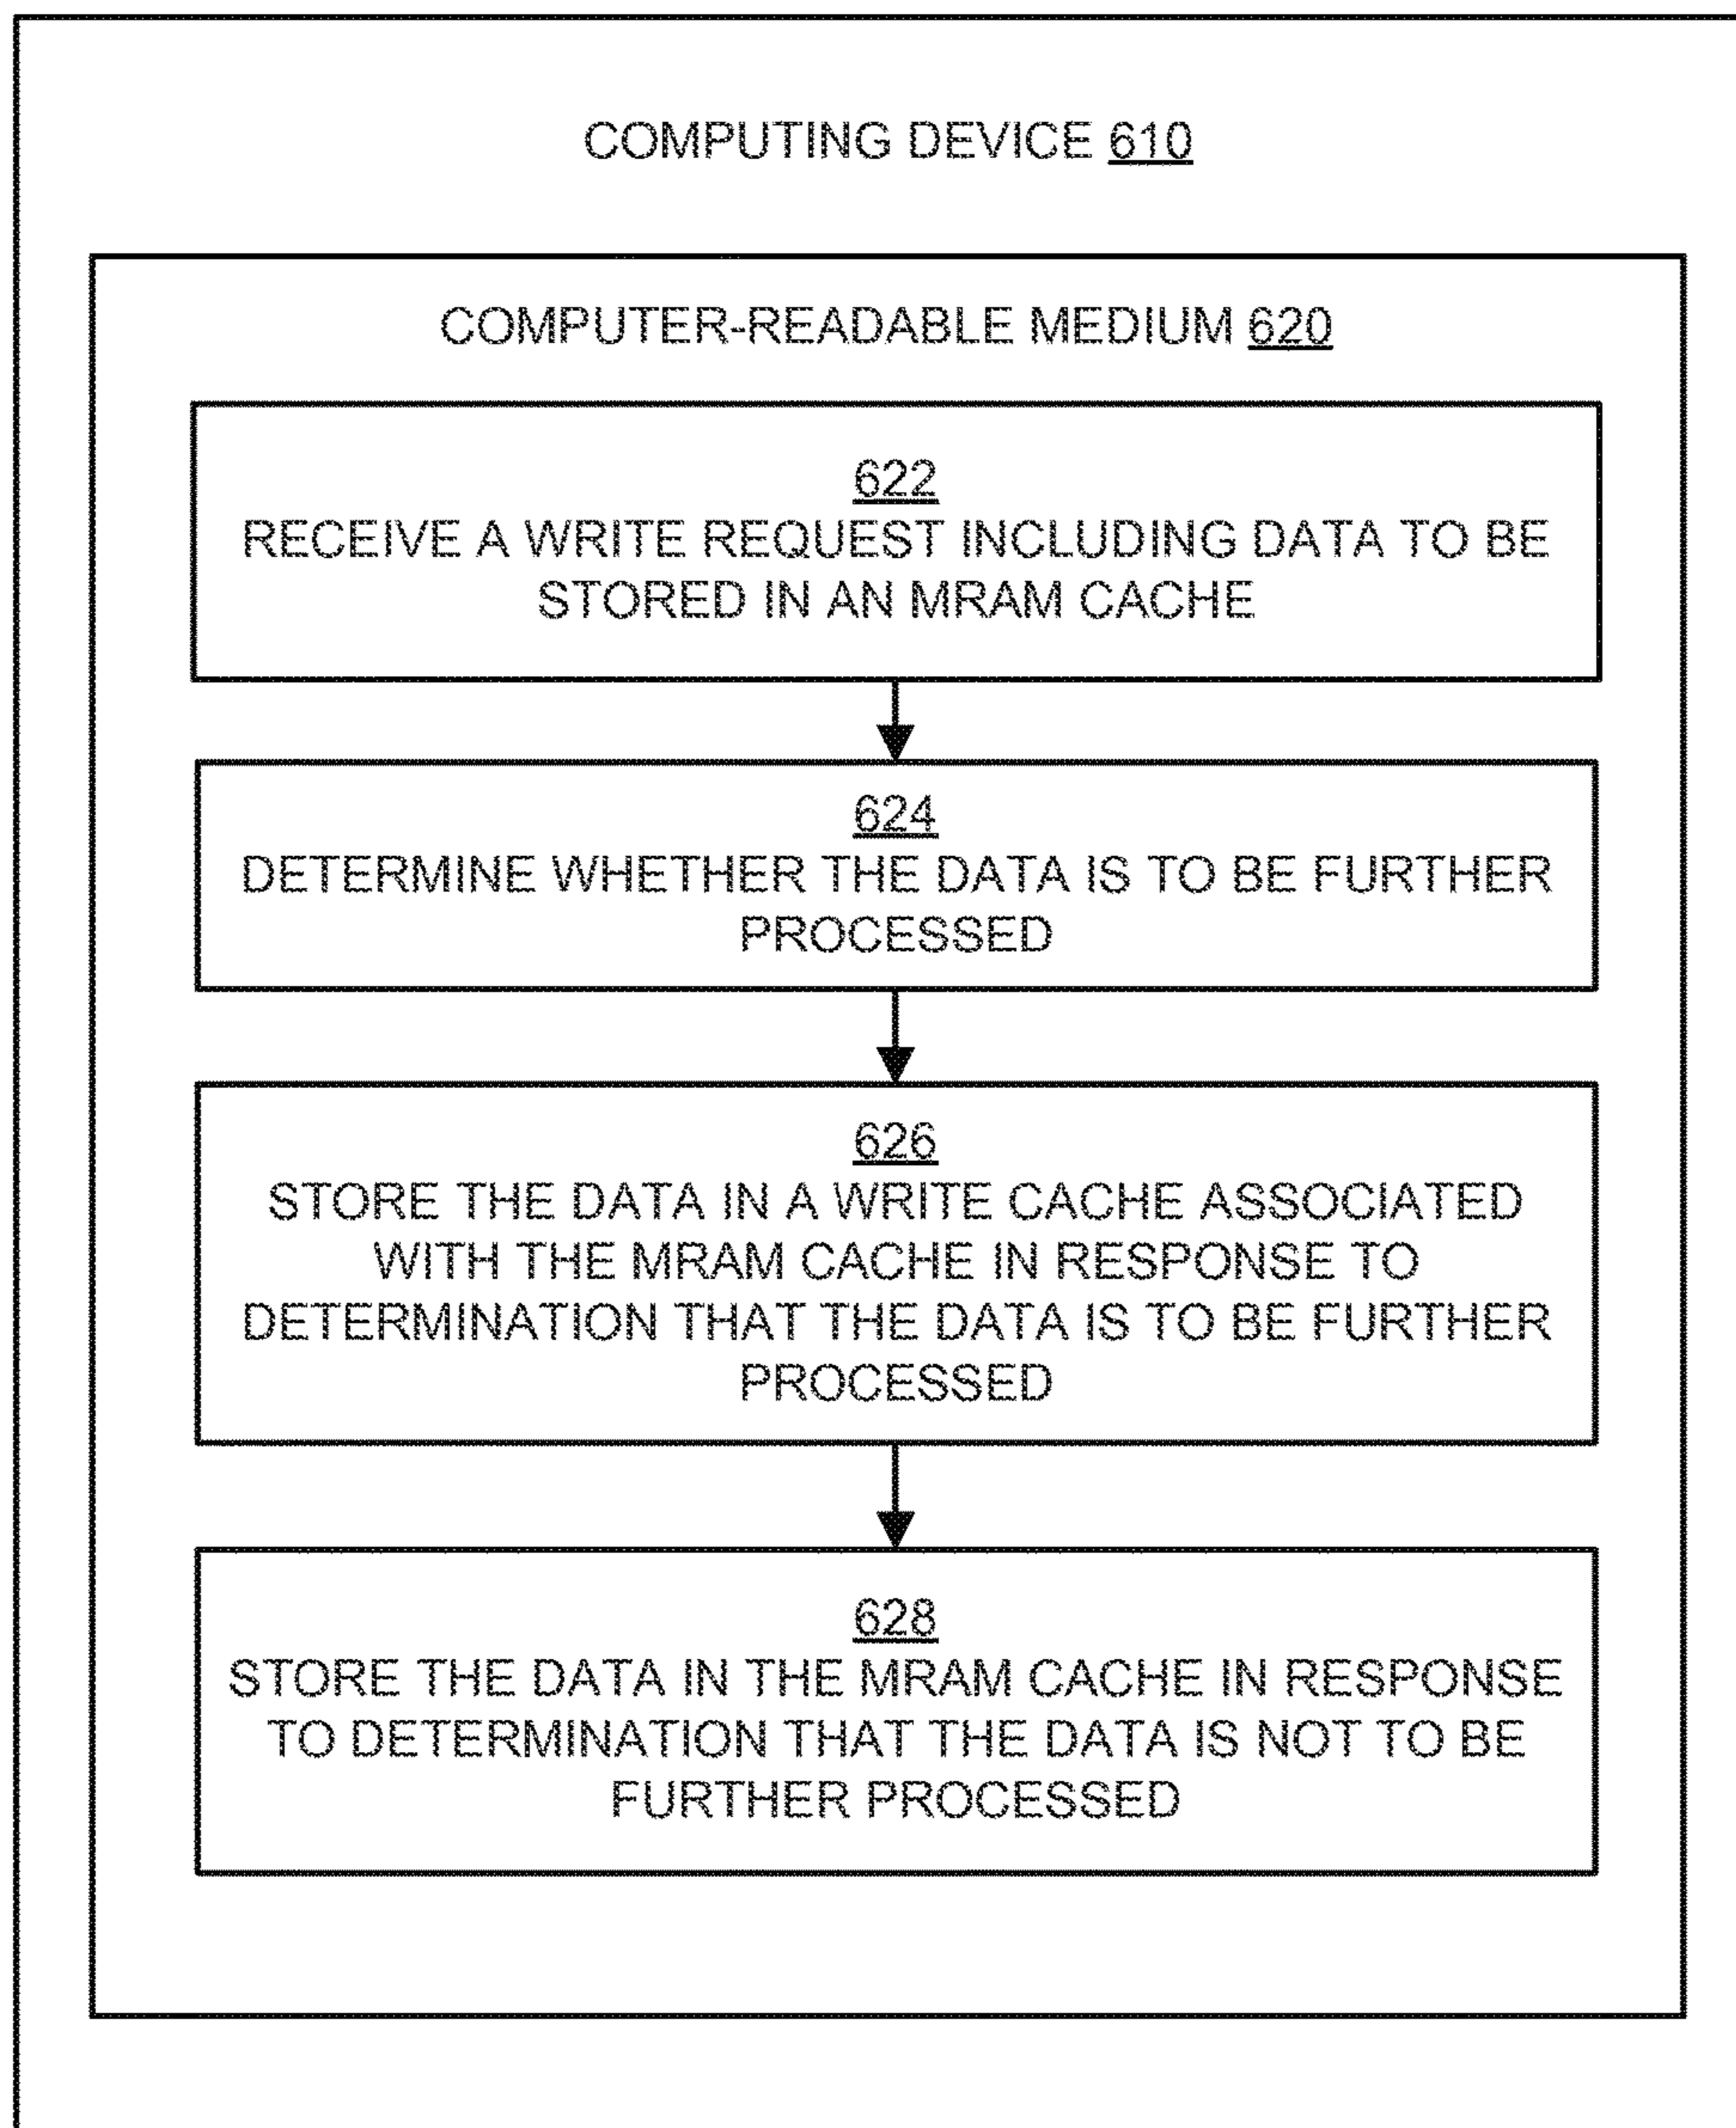 COMPUTING DEVICE 610
COMPUTER-READABLE MEDIUM 620
622
RECEIVE A WRITE REQUEST INCLUDING DATA TO BE
STORED IN AN MRAM CACHE
624
DETERMINE WHETHER THE DATA IS TO BE FURTHER
PROCESSED
626
STORE THE DATA IN A WRITE CACHE ASSOCIATED
WITH THE MRAM CACHE IN RESPONSE TO
DETERMINATION THAT THE DATA IS TO BE FURTHER
PROCESSED
628
STORE THE DATA IN THE MRAM CACHE IN RESPONSE
TO DETERMINATION THAT THE DATA IS NOT TO BE
FURTHER PROCESSED